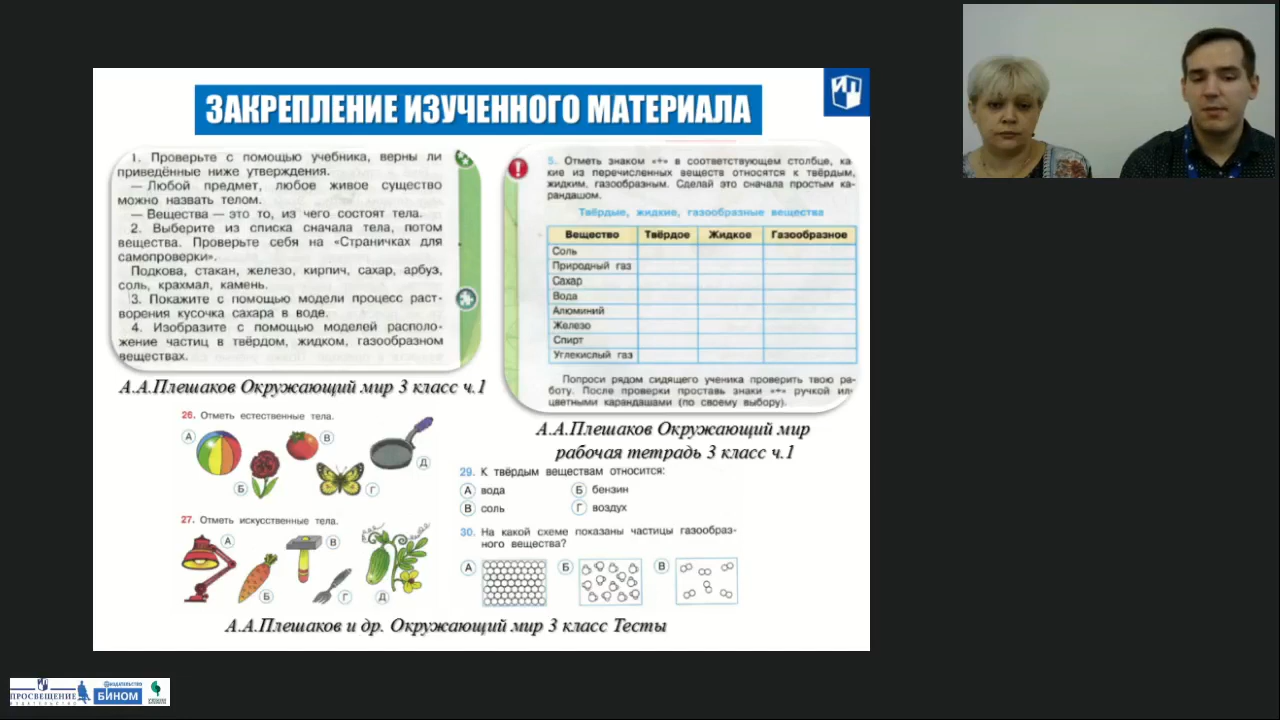 ЗАКРЕПЛЕНИЕ ИЗУЧЕННОГО МАТЕРИАЛА
1. Проверьте с помощью учебника, верны ли
приведённые ниже утверждения.
— Любой предмет, любое живое существо
можно назвать телом.
— Вещества — это то, из чего состоят тела.
2. Выберите из списка сначала тела, потом
вещества. Проверьте себя на «Страничках для
самопроверки».
Подкова, стакан, железо, кирпич, сахар, арбуз,
соль, крахмал, камень.
3. Покажите с помощью модели процесс раст-
ворения кусочка сахара в воде.
4. Изобразите с помощью моделей располо-
жение частиц в твёрдом, жидком, газообразном
веществах.
А.А.Плешаков Окружающий мир 3 класс ч.1
5. Отметь знаком «+» в соответствующем столбце, ка-
кие из перечисленных веществ относятся к твёрдым,
жидким, газообразным. Сделай это сначала простым ка-
рандашом.
Твёрдые, жидкие, газообразные вещества
Вещество Твёрдое Жидкое Газообразное
Соль
Природный газ
Сахар
Вода
Алюминий
Железо
Спирт
Углекислый газ
Попроси рядом сидящего ученика проверить твою ра-
боту. После проверки проставь знаки «+» ручкой или
цветными карандашами (по своему выбору).
А.А.Плешаков Окружающий мир
рабочая тетрадь 3 класс ч.1
26. Отметь естественные тела.
А В
Д
Б Г
27. Отметь искусственные тела.
А В
Б Г Д
29. К твёрдым веществам относится:
А вода Б бензин
В соль Г воздух
30. На какой схеме показаны частицы газообраз-
ного вещества?
А Б В
А.А.Плешаков и др. Окружающий мир 3 класс Тесты
ПРОСВЕЩЕНИЕ
ИЗДАТЕЛЬСТВО
ИЗДАТЕЛЬСТВО
БИНОМ